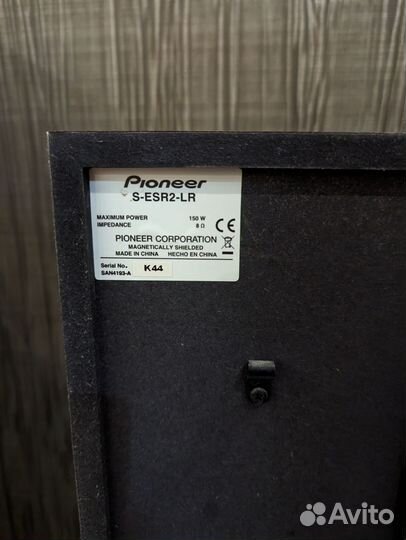 Pioneer
S-ESR2-LR
MAXIMUM POWER 150 W
IMPEDANCE 8 Ω
CE
PIONEER CORPORATION
MAGNETICALLY SHIELDED
MADE IN CHINA HECHO EN CHINA
Serial No. K44
SAN4193-A
Avito